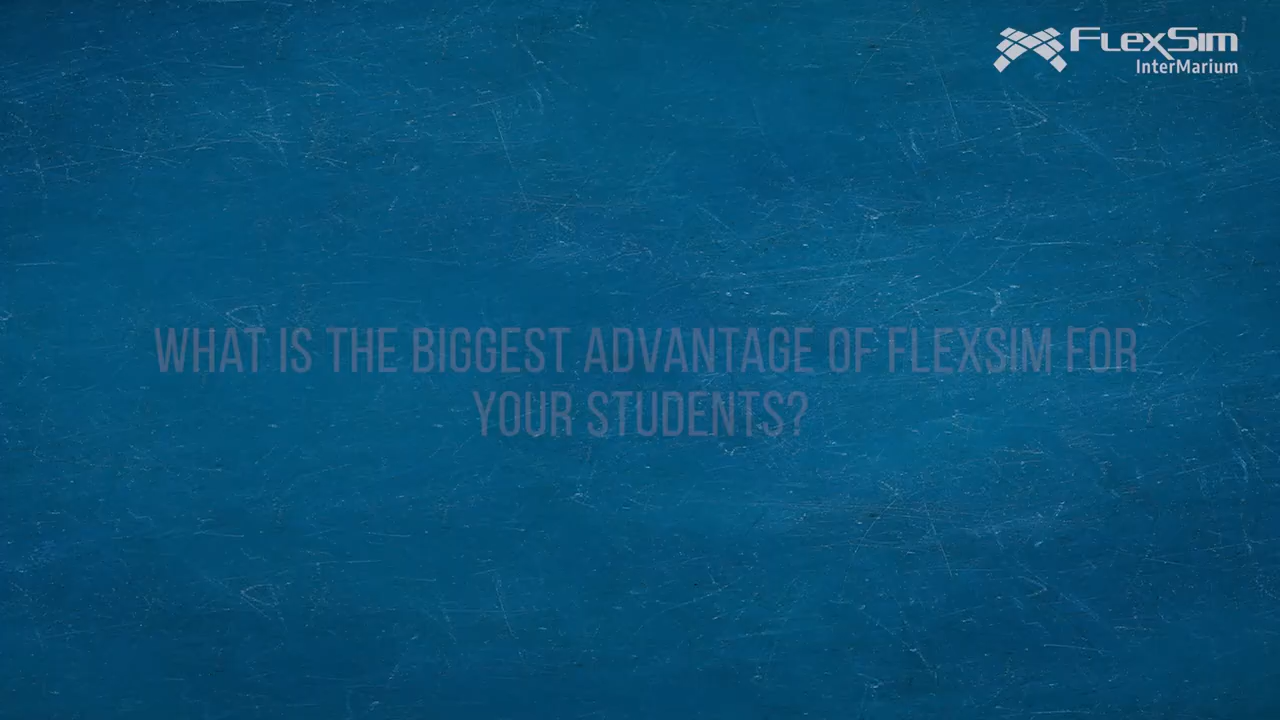 FlexSim
InterMarium
WHAT IS THE BIGGEST ADVANTAGE OF FLEXSIM FOR
YOUR STUDENTS?